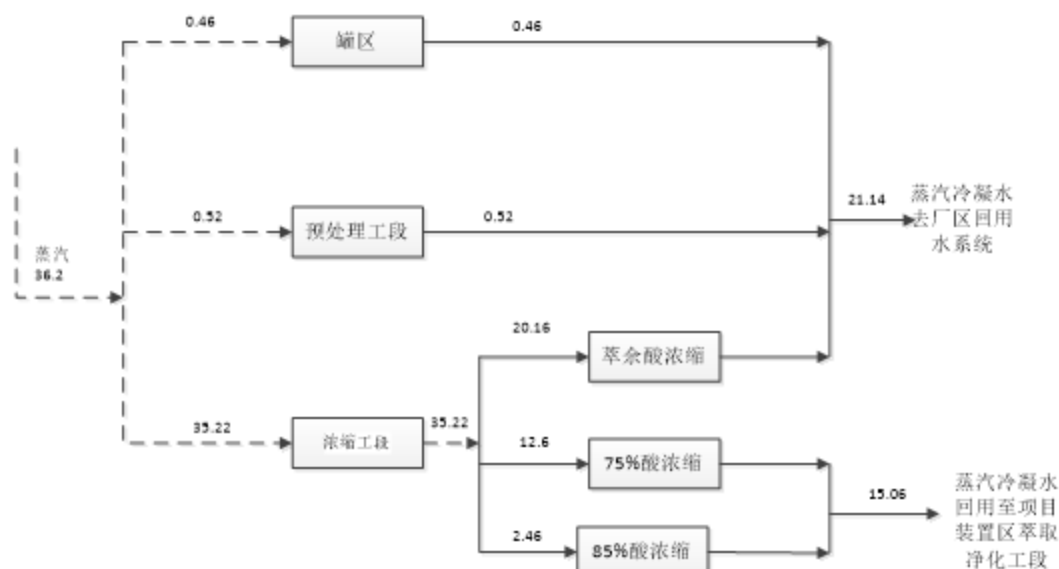 0.46
0.46
罐区
0.52
0.52
预处理工段
蒸汽
36.2
21.14
蒸汽冷凝水
去厂区回用
水系统
20.16
萃余酸浓缩
35.22
35.22
浓缩工段
12.6
75%酸浓缩
15.06
蒸汽冷凝水
回用至项目
装置区萃取
净化工段
2.46
85%酸浓缩